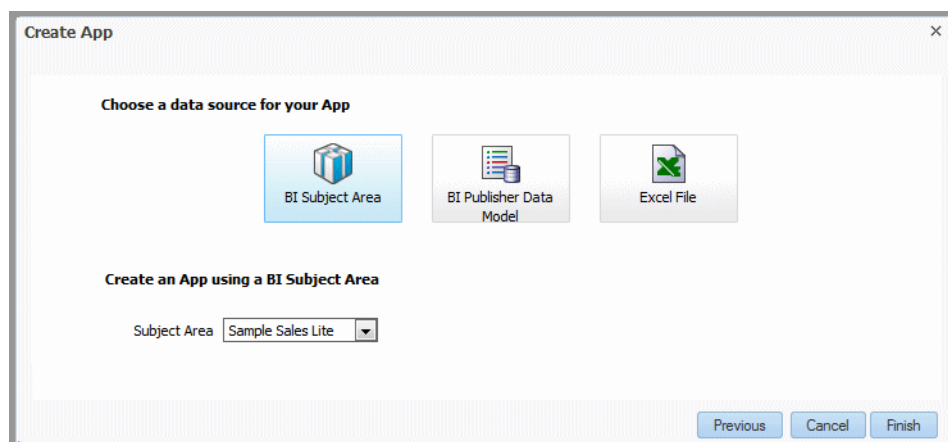 Create App
Choose a data source for your App
BI Subject Area
BI Publisher Data
Model
Excel File
Create an App using a BI Subject Area
Subject Area Sample Sales Lite
Previous Cancel Finish